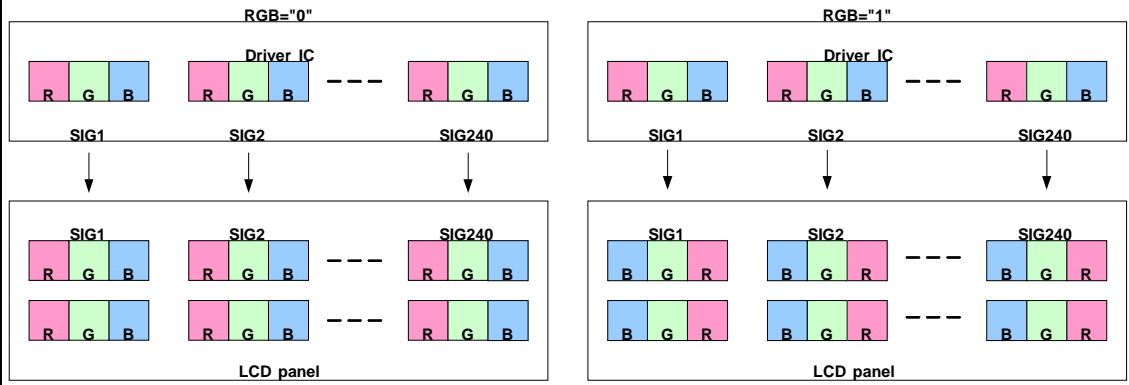 RGB="0"
Driver IC
R G B R G B R G B
SIG1 SIG2 SIG240
SIG1 SIG2 SIG240
R G B R G B R G B
R G B R G B R G B
LCD panel
RGB="1"
Driver IC
R G B R G B R G B
SIG1 SIG2 SIG240
SIG1 SIG2 SIG240
B G R B G R B G R
B G R B G R B G R
LCD panel